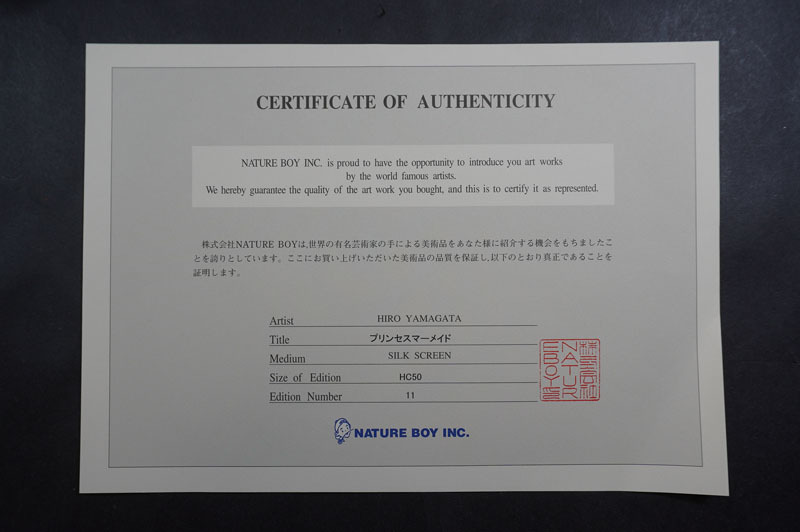 CERTIFICATE OF AUTHENTICITY
NATURE BOY INC. is proud to have the opportunity to introduce you art works
by the world famous artists.
We hereby guarantee the quality of the art work you bought, and this is to certify it as represented.
株式会社NATURE BOYは,世界の有名芸術家の手による美術品をあなた様に紹介する機会をもちましたこ
とを誇りとしています。ここにお買い上げいただいた美術品の品質を保証し,以下のとおり真正であることを
証明します。
Artist HIRO YAMAGATA
Title プリンセスマーメイド
Medium SILK SCREEN
Size of Edition HC50
Edition Number 11
株式会社
NATUR
EBOY
NATURE BOY INC.